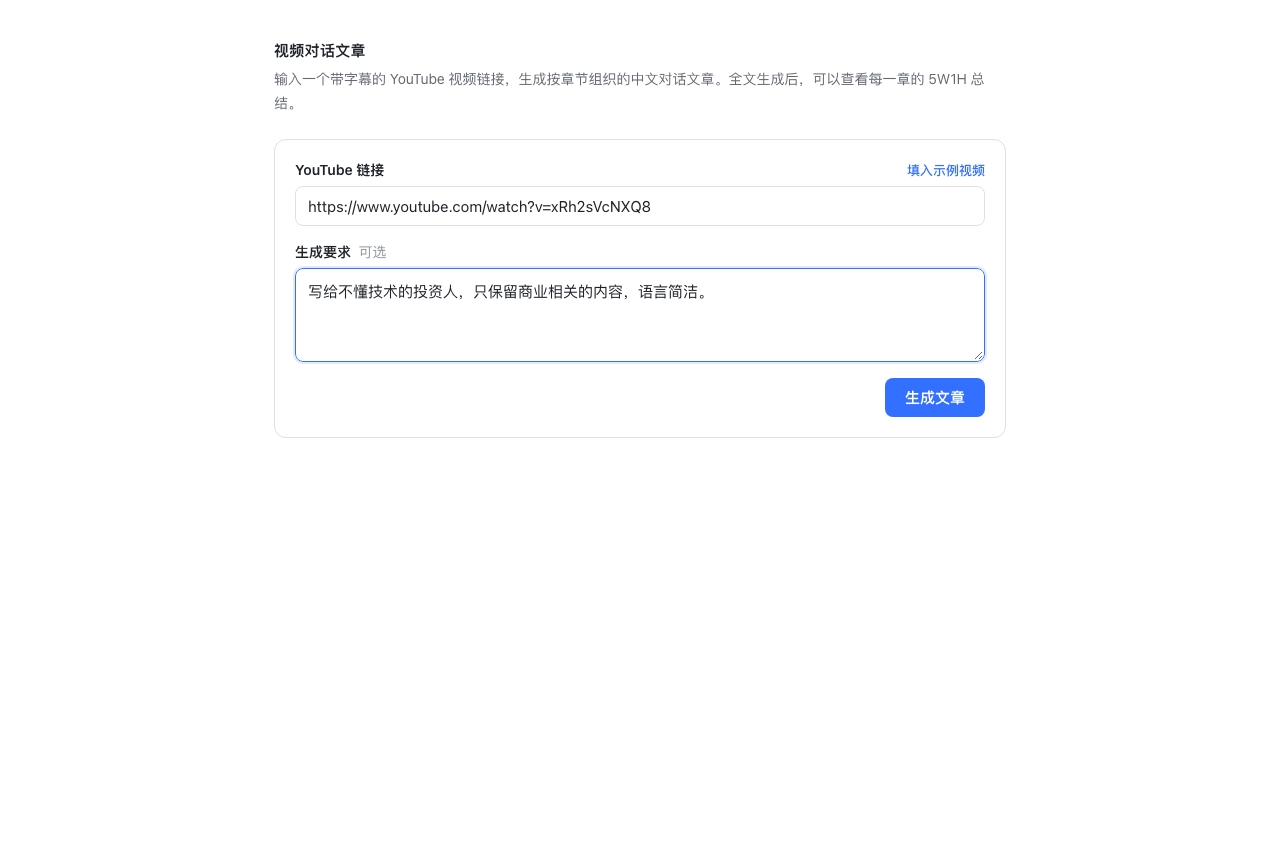 视频对话文章
输入一个带字幕的 YouTube 视频链接，生成按章节组织的中文对话文章。全文生成后，可以查看每一章的 5W1H 总
结。
YouTube 链接
填入示例视频
https://www.youtube.com/watch?v=xRh2sVcNXQ8
生成要求 可选
写给不懂技术的投资人，只保留商业相关的内容，语言简洁。
生成文章